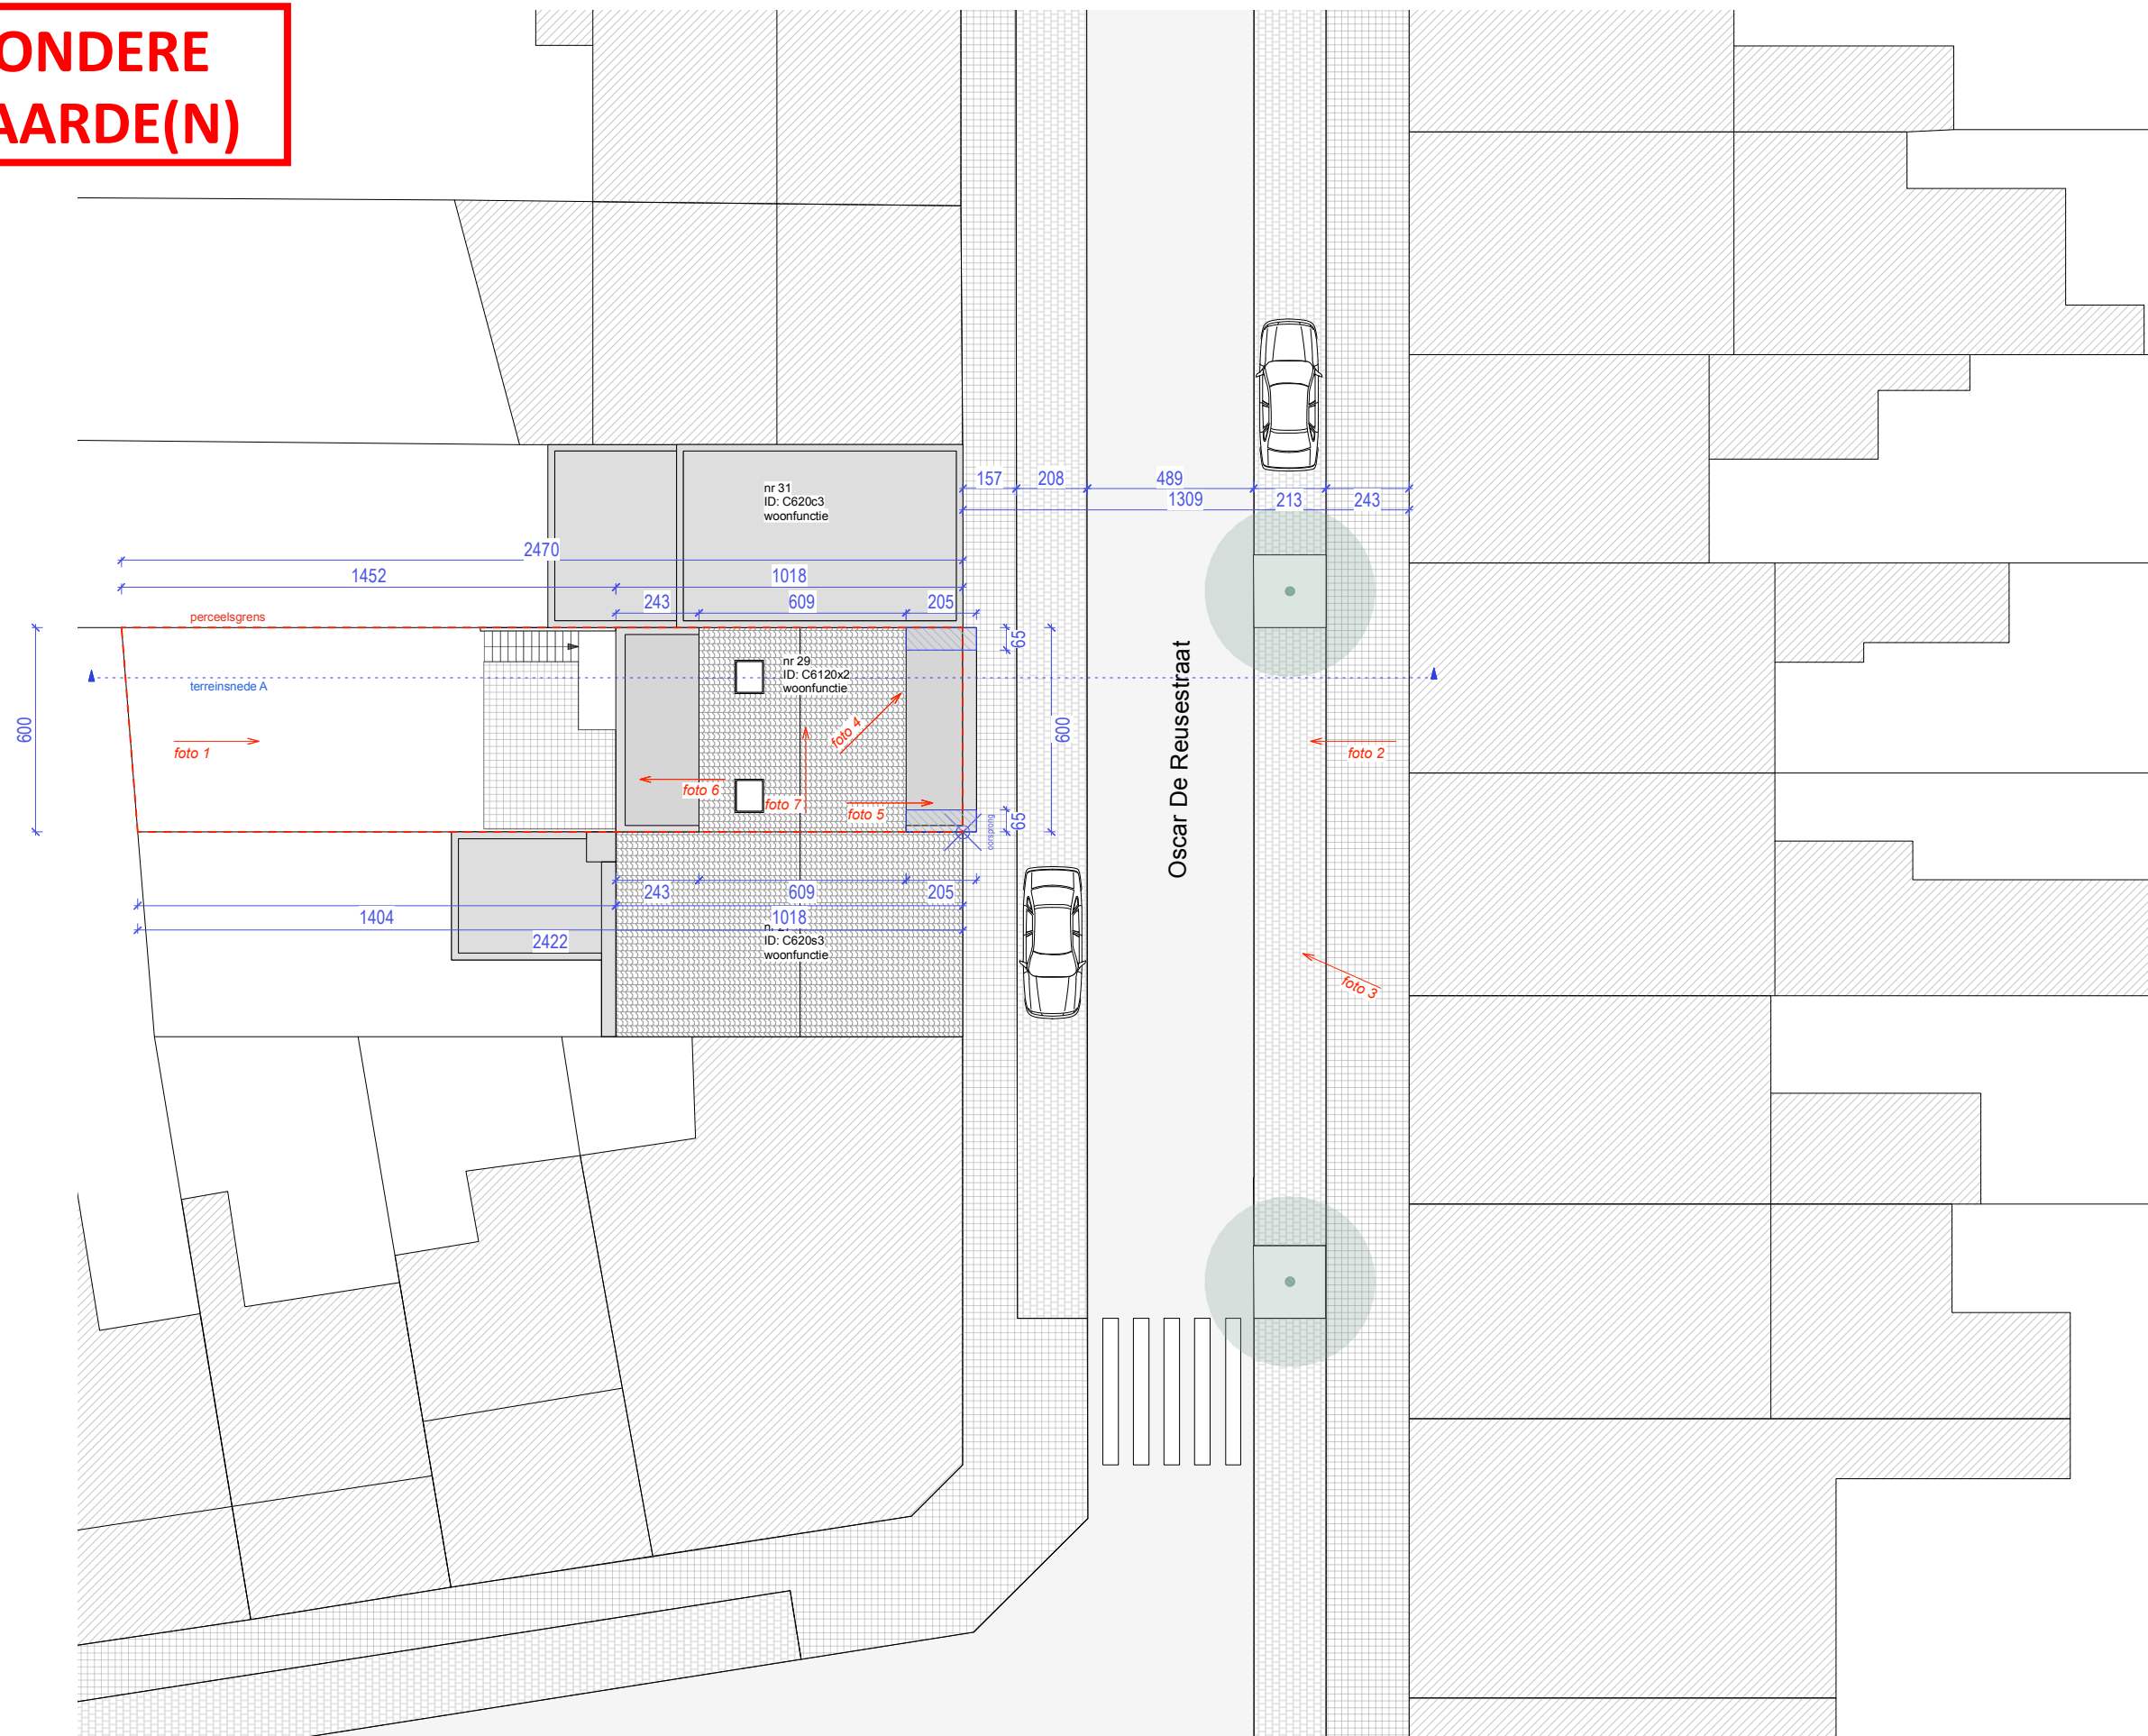 ONDERE
AARDE(N)
157
208
489
1309
213
243
nr 31
ID: C620c3
woonfunctie
2470
1452
1018
243
609
205
perceelsgrens
65
nr 29
ID: C6120x2
woonfunctie
terreinsnede A
600
foto 1
foto 4
600
foto 2
foto 6
foto 7
foto 5
65
oorsprong
Oscar De Reusestraat
243
609
205
1404
1018
2422
ID: C620s3
woonfunctie
foto 3